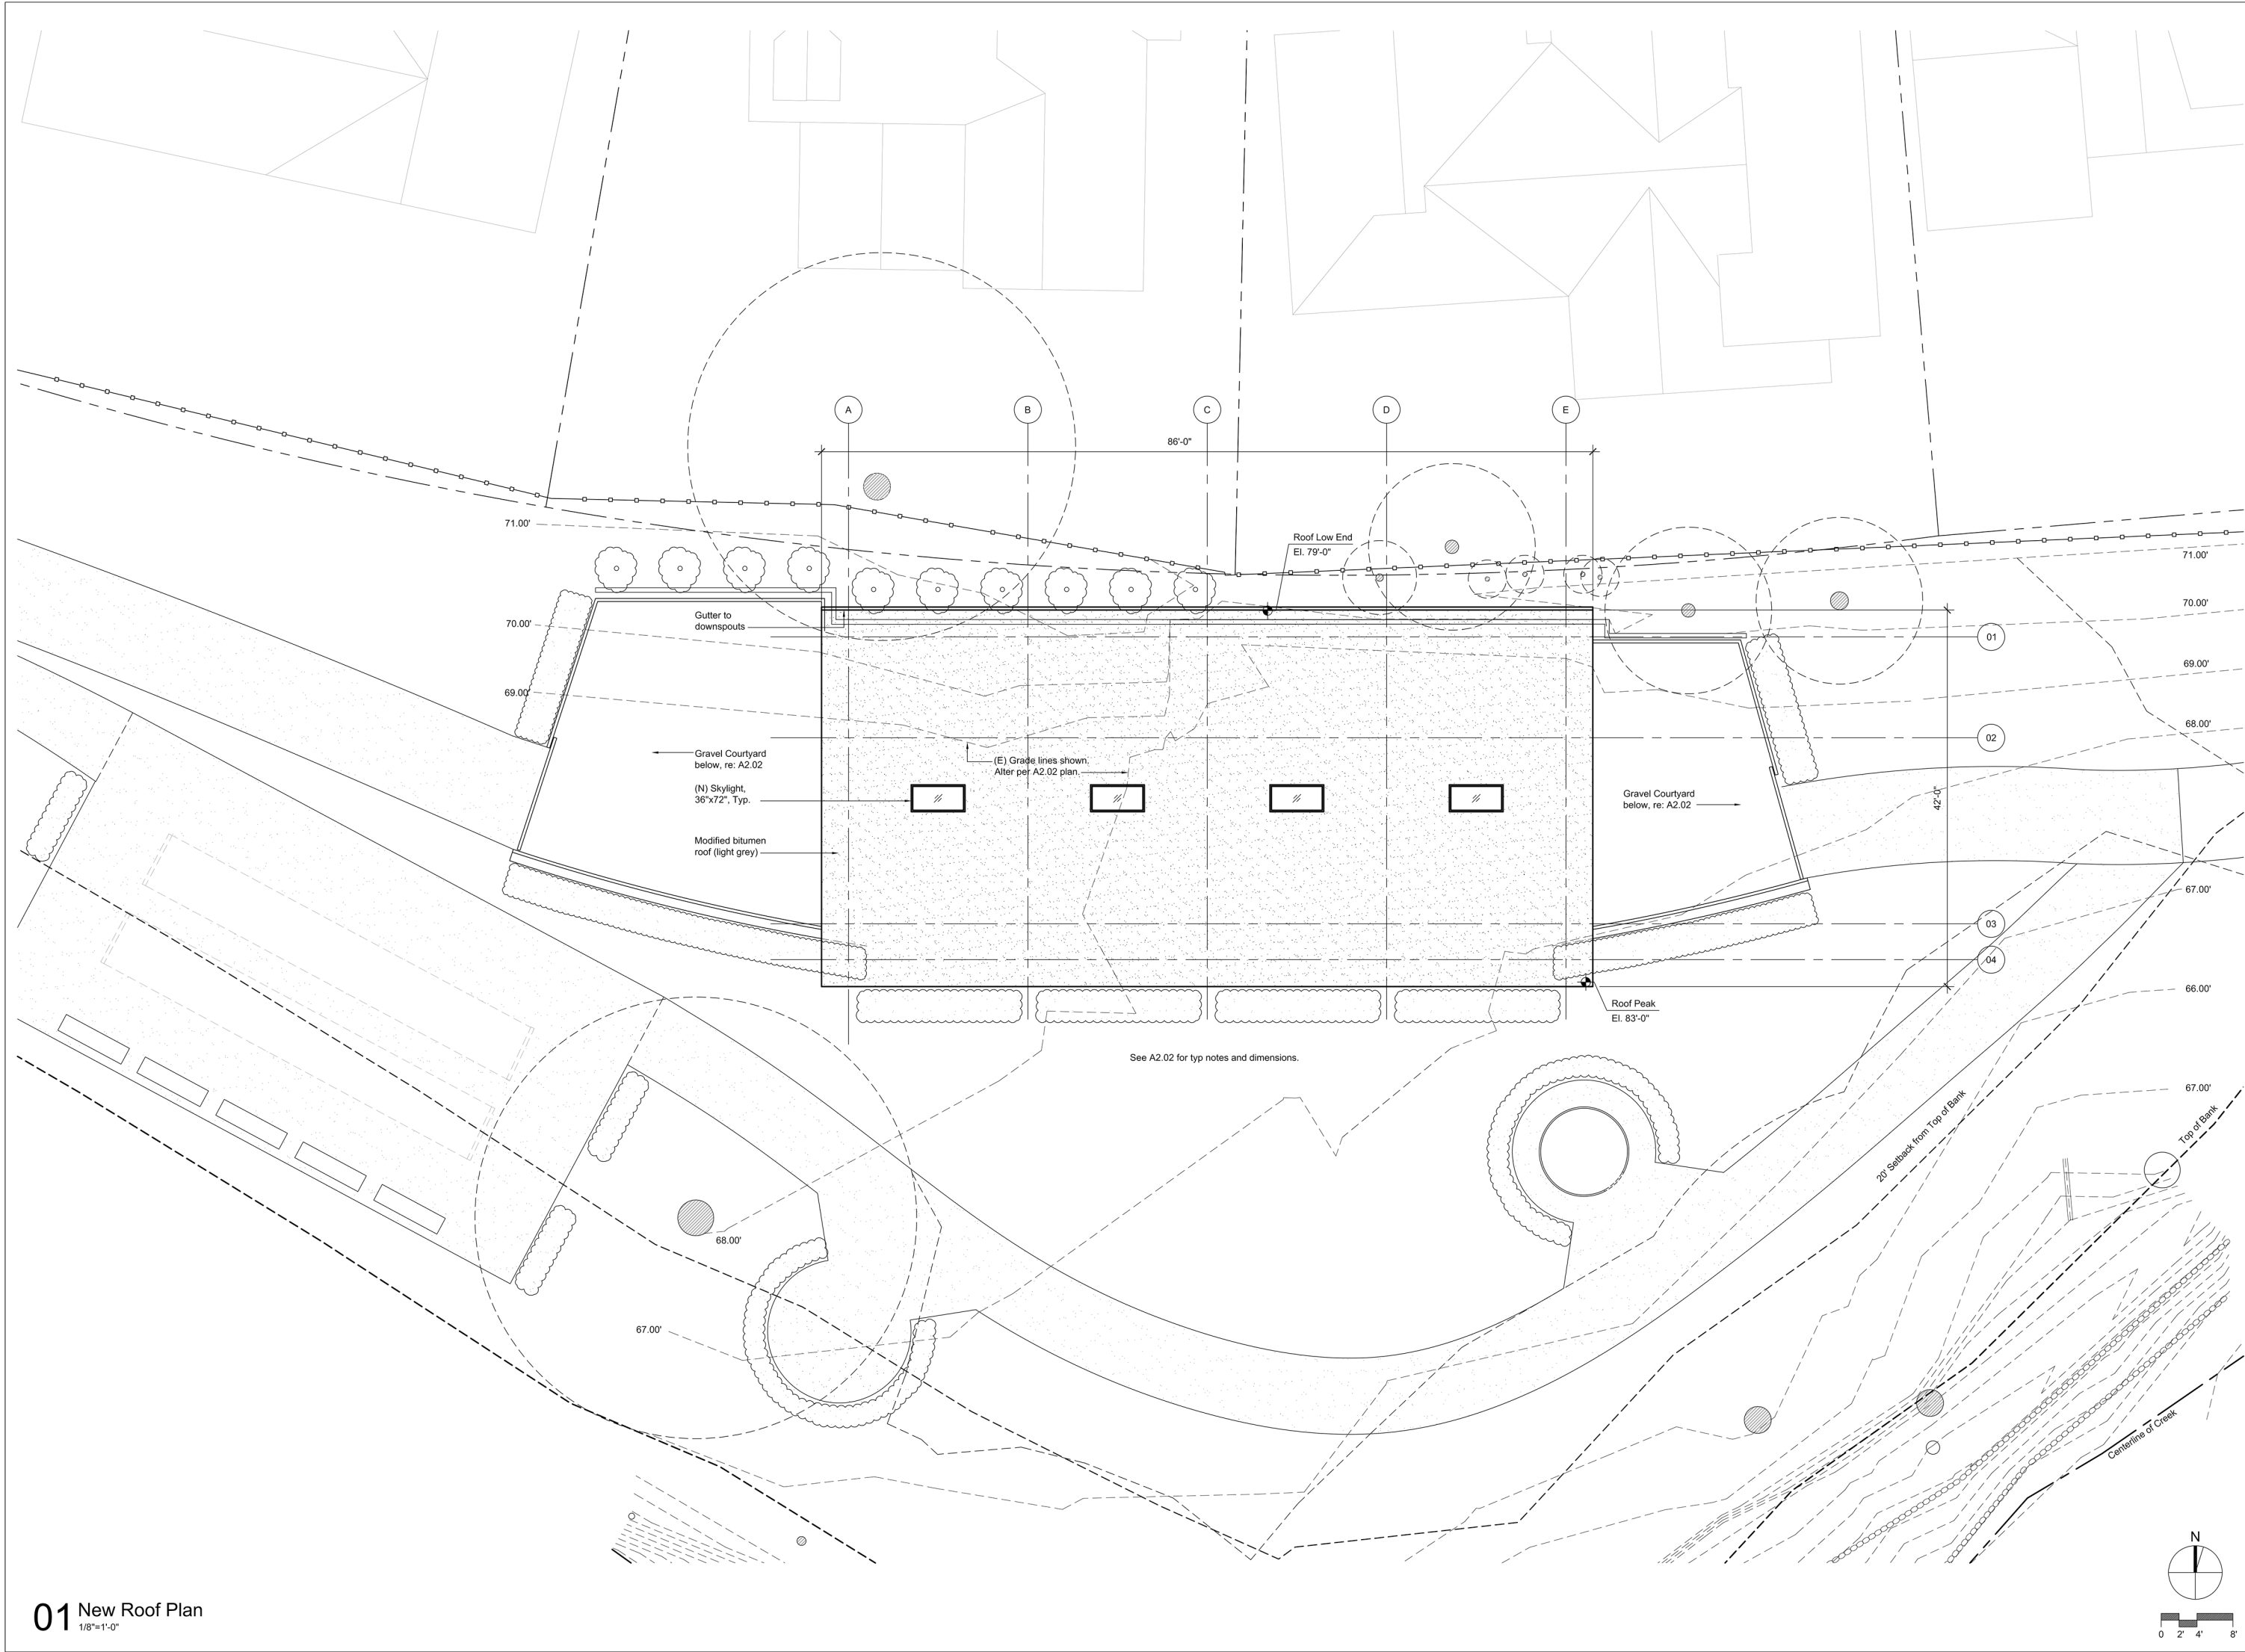 A
B
C
D
E
86'-0"
71.00'
Roof Low End
El. 79'-0"
71.00'
70.00'
Gutter to
downspouts
70.00'
01
69.00'
69.00'
68.00'
02
Gravel Courtyard
below, re: A2.02
(E) Grade lines shown.
Alter per A2.02 plan.
(N) Skylight,
36"x72", Typ.
Gravel Courtyard
below, re: A2.02
42'-0"
Modified bitumen
roof (light grey)
67.00'
03
04
66.00'
Roof Peak
El. 83'-0"
See A2.02 for typ notes and dimensions.
67.00'
20' Setback from Top of Bank
Top of Bank
68.00'
67.00'
Centerline of Creek
N
01 New Roof Plan
1/8"=1'-0"
0 2' 4' 8'